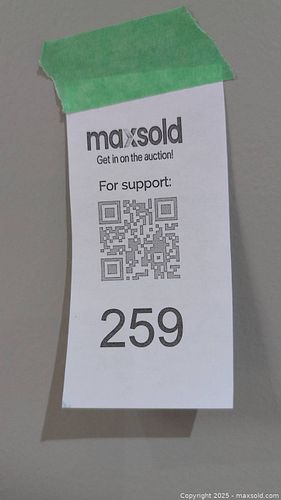 maxsold
Get in on the auction!
For support:
259
Copyright 2025 - maxsold.com